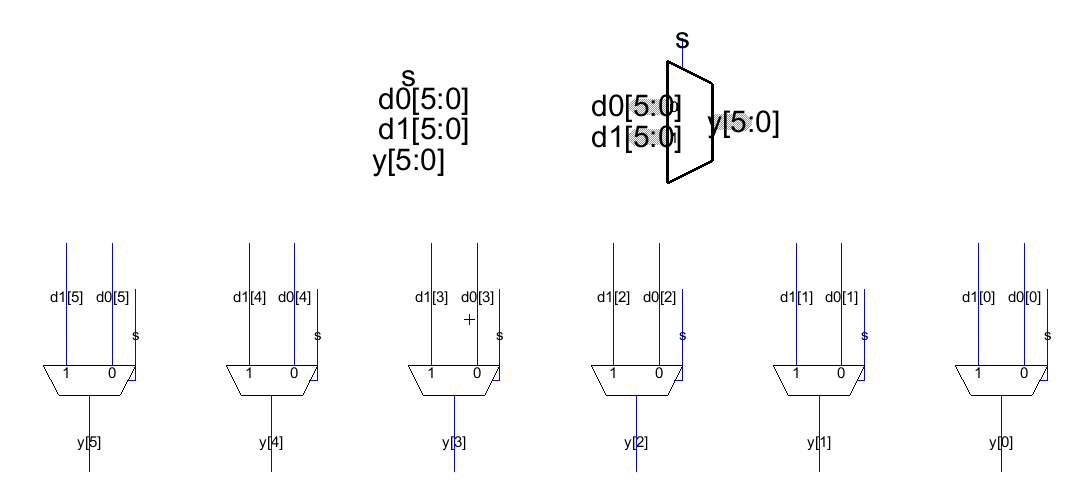 s
s
d0[5:0]
d1[5:0]
y[5:0]
d0[5:0] 0
d1[5:0] 1
y[5:0]
d1[5] d0[5] d1[4] d0[4] d1[3] d0[3] d1[2] d0[2] d1[1] d0[1] d1[0] d0[0]
s s s s s s
1 0 1 0 1 0 1 0 1 0 1 0
y[5] y[4] y[3] y[2] y[1] y[0]